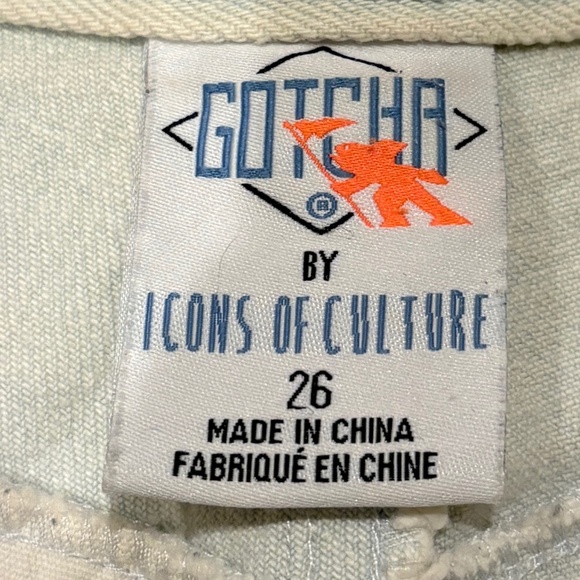 GOTCHA
®
BY
ICONS OF CULTURE
26
MADE IN CHINA
FABRIQUÉ EN CHINE